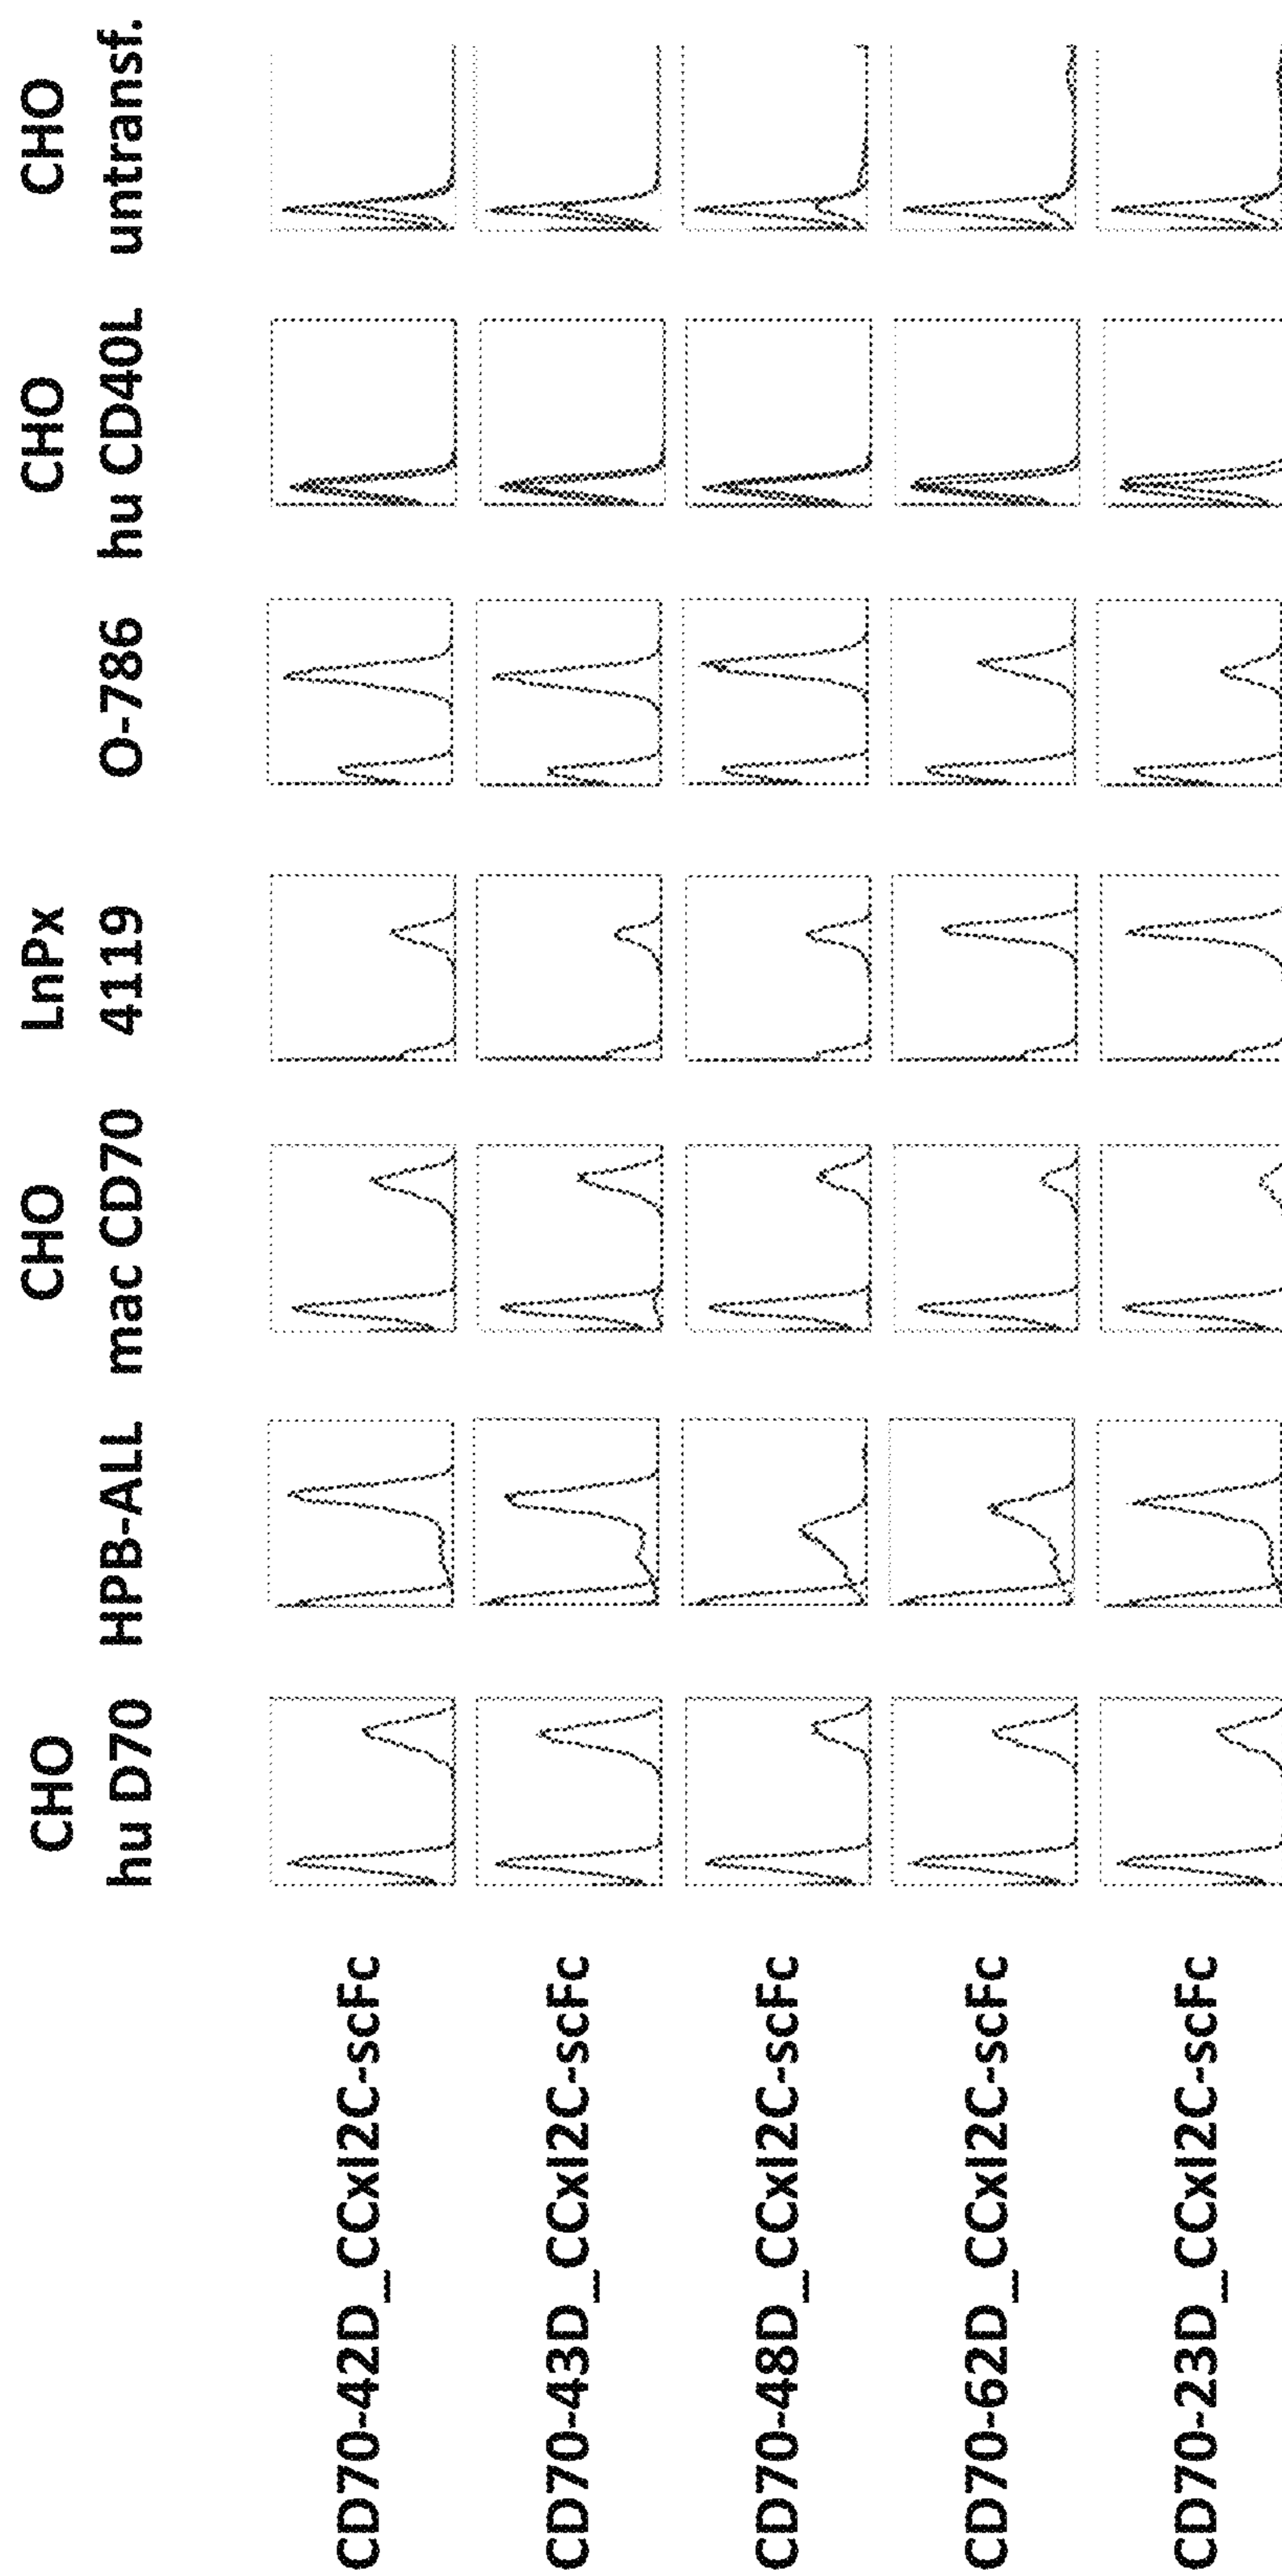 CHO
hu D70
HPB-ALL
CHO
mac CD70
LnPx
4119
O-786
CHO
hu CD40L
CHO
untransf.
CD70-42D_CCxI2C-scFc
CD70-43D_CCxI2C-scFc
CD70-48D_CCxI2C-scFc
CD70-62D_CCxI2C-scFc
CD70-23D_CCxI2C-scFc